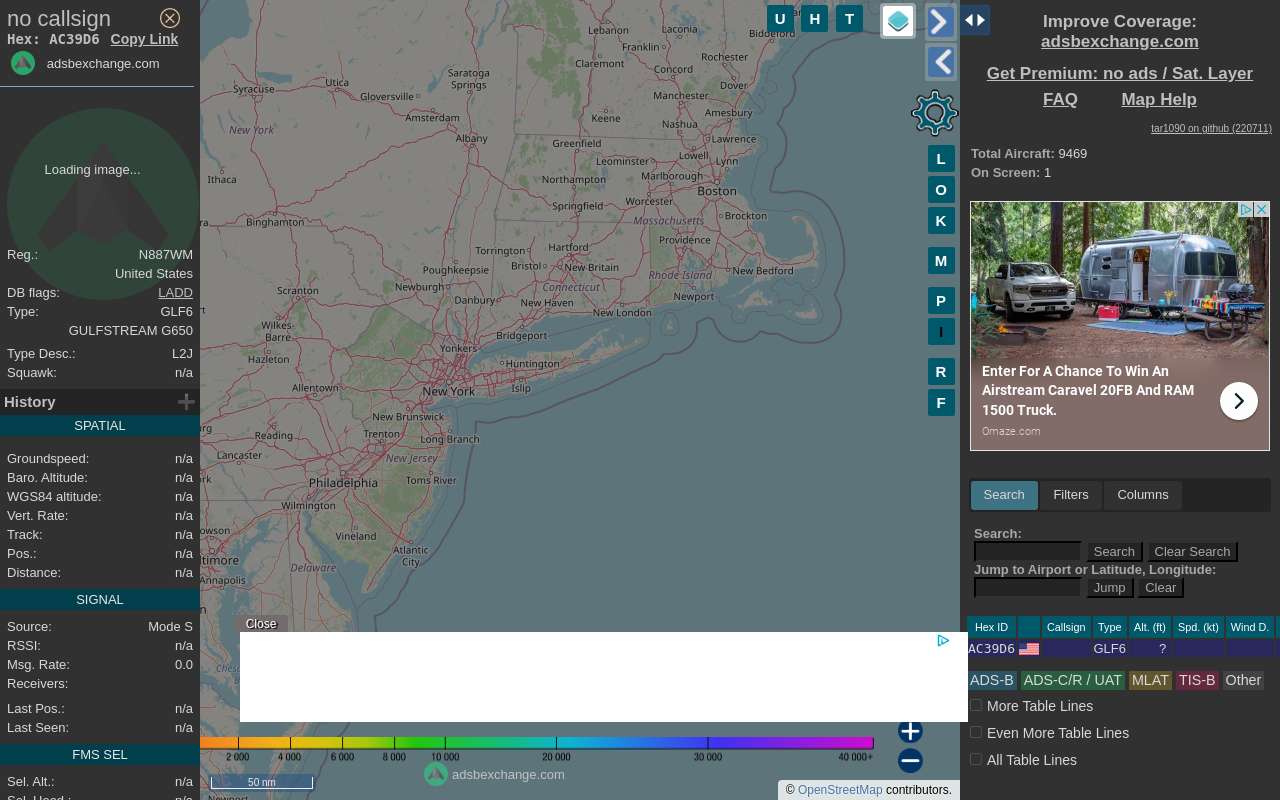 no callsign
Hex: AC39D6 Copy Link
adsbexchange.com
Loading image...
Reg.: N887WM
United States
DB flags: LADD
Type: GLF6
GULFSTREAM G650
Type Desc.: L2J
Squawk: n/a
History
SPATIAL
Groundspeed: n/a
Baro. Altitude: n/a
WGS84 altitude: n/a
Vert. Rate: n/a
Track: n/a
Pos.: n/a
Distance: n/a
SIGNAL
Source: Mode S
RSSI: n/a
Msg. Rate: 0.0
Receivers:
Last Pos.: n/a
Last Seen: n/a
FMS SEL
Sel. Alt.: n/a
Sel. Head.: n/a
U H T
Lebanon
Laconia
Biddeford
Franklin
Claremont
Rochester
Concord
Dover
Saratoga
Springs
Utica
Syracuse
Gloversville
Manchester
Amesbury
Amsterdam
Keene
Nashua
New York
Albany
Greenfield
Lawrence
Leominster
Lowell
Lynn
Ithaca
Northampton
Marlborough
Boston
Springfield
Worcester
Binghamton
Massachusetts
Brockton
Torrington
Hartford
Providence
Bristol
New Britain
Poughkeepsie
New Bedford
Rhode Island
Newburgh
Connecticut
Scranton
Danbury
New Haven
Newport
New London
Wilkes-
Barre
Bridgeport
Yonkers
Hazleton
Huntington
Allentown
New York
Islip
New Brunswick
Reading
Trenton
Long Branch
Lancaster
New Jersey
Philadelphia
Toms River
Wilmington
Vineland
Atlantic
City
Delaware
Annapolis
L
O
K
M
P
I
R
F
Close
2 000 4 000 6 000 8 000 10 000 20 000 30 000 40 000+
adsbexchange.com
50 nm
© OpenStreetMap contributors.
Improve Coverage:
adsbexchange.com
Get Premium: no ads / Sat. Layer
FAQ Map Help
tar1090 on github (220711)
Total Aircraft: 9469
On Screen: 1
Enter For A Chance To Win An
Airstream Caravel 20FB And RAM
1500 Truck.
Omaze.com
Search Filters Columns
Search:
Search Clear Search
Jump to Airport or Latitude, Longitude:
Jump Clear
Hex ID Callsign Type Alt. (ft) Spd. (kt) Wind D.
AC39D6 GLF6 ?
ADS-B ADS-C/R / UAT MLAT TIS-B Other
More Table Lines
Even More Table Lines
All Table Lines